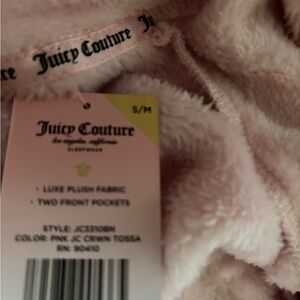 Juicy Couture
Ju
re
S/M
Juicy Couture
los angeles, california
SLEEPWEAR
• LUXE PLUSH FABRIC
• TWO FRONT POCKETS
STYLE: JC3310BN
COLOR: PNK JC CRWN TOSSA
RN: 90410